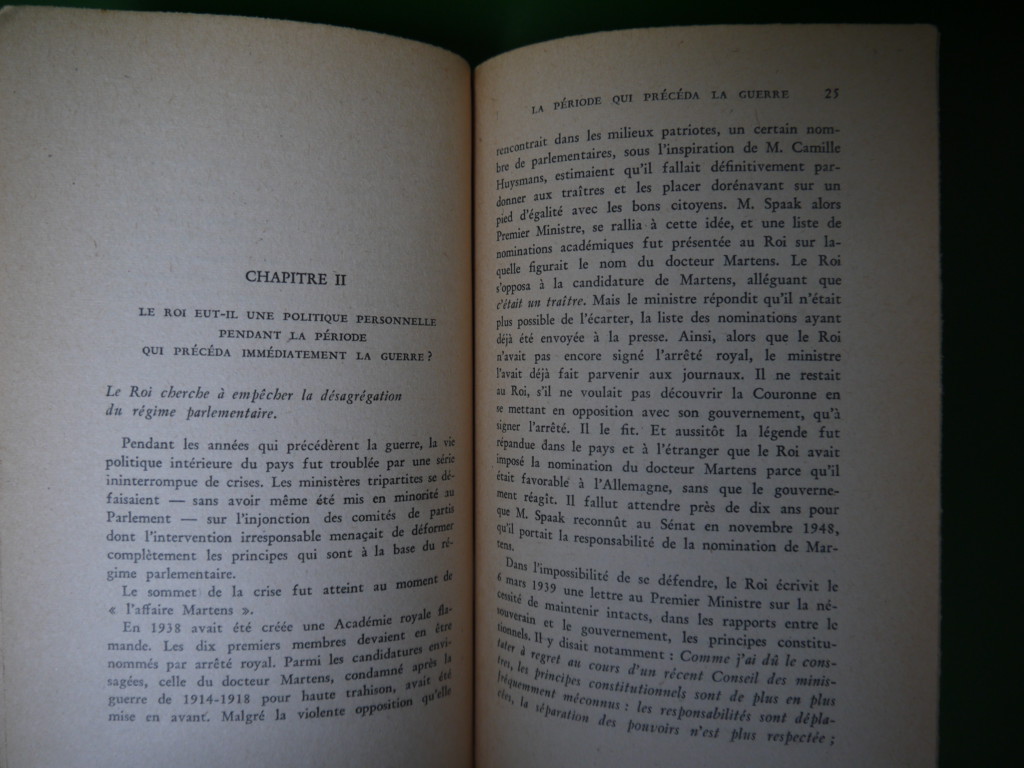 CHAPITRE II
LE ROI EUT-IL UNE POLITIQUE PERSONNELLE
PENDANT LA PÉRIODE
QUI PRÉCÉDA IMMÉDIATEMENT LA GUERRE ?
Le Roi cherche à empêcher la désagrégation
du régime parlementaire.
Pendant les années qui précédèrent la guerre, la vie
politique intérieure du pays fut troublée par une série
ininterrompue de crises. Les ministères tripartites se dé-
faisaient — sans avoir même été mis en minorité au
Parlement — sur l'injonction des comités de partis
dont l'intervention irresponsable menaçait de déformer
complètement les principes qui sont à la base du ré-
gime parlementaire.
Le sommet de la crise fut atteint au moment de
« l'affaire Martens ».
En 1938 avait été créée une Académie royale fla-
mande. Les dix premiers membres devaient en être
nommés par arrêté royal. Parmi les candidatures envi-
sagées, celle du docteur Martens, condamné après la
guerre de 1914-1918 pour haute trahison, avait été
mise en avant. Malgré la violente opposition qu'elle
LA PÉRIODE QUI PRÉCÉDA LA GUERRE 25
rencontrait dans les milieux patriotes, un certain nom-
bre de parlementaires, sous l'inspiration de M. Camille
Huysmans, estimaient qu'il fallait définitivement par-
donner aux traîtres et les placer dorénavant sur un
pied d'égalité avec les bons citoyens. M. Spaak alors
Premier Ministre, se rallia à cette idée, et une liste de
nominations académiques fut présentée au Roi sur la-
quelle figurait le nom du docteur Martens. Le Roi
s'opposa à la candidature de Martens, alléguant que
c'était un traître. Mais le ministre répondit qu'il n'était
plus possible de l'écarter, la liste des nominations ayant
déjà été envoyée à la presse. Ainsi, alors que le Roi
n'avait pas encore signé l'arrêté royal, le ministre
l'avait déjà fait parvenir aux journaux. Il ne restait
au Roi, s'il ne voulait pas découvrir la Couronne en
se mettant en opposition avec son gouvernement, qu'à
signer l'arrêté. Il le fit. Et aussitôt la légende fut
répandue dans le pays et à l'étranger que le Roi avait
imposé la nomination du docteur Martens parce qu'il
était favorable à l'Allemagne, sans que le gouverne-
ment réagît. Il fallut attendre près de dix ans pour
que M. Spaak reconnût au Sénat en novembre 1948,
qu'il portait la responsabilité de la nomination de Mar-
tens.
Dans l'impossibilité de se défendre, le Roi écrivit le
6 mars 1939 une lettre au Premier Ministre sur la né-
cessité de maintenir intacts, dans les rapports entre le
souverain et le gouvernement, les principes constitu-
tionnels. Il y disait notamment : Comme j'ai dû le cons-
tater à regret au cours d'un récent Conseil des minis-
tres, les principes constitutionnels sont de plus en plus
fréquemment méconnus : les responsabilités sont dépla-
cées, la séparation des pouvoirs n'est plus respectée ;